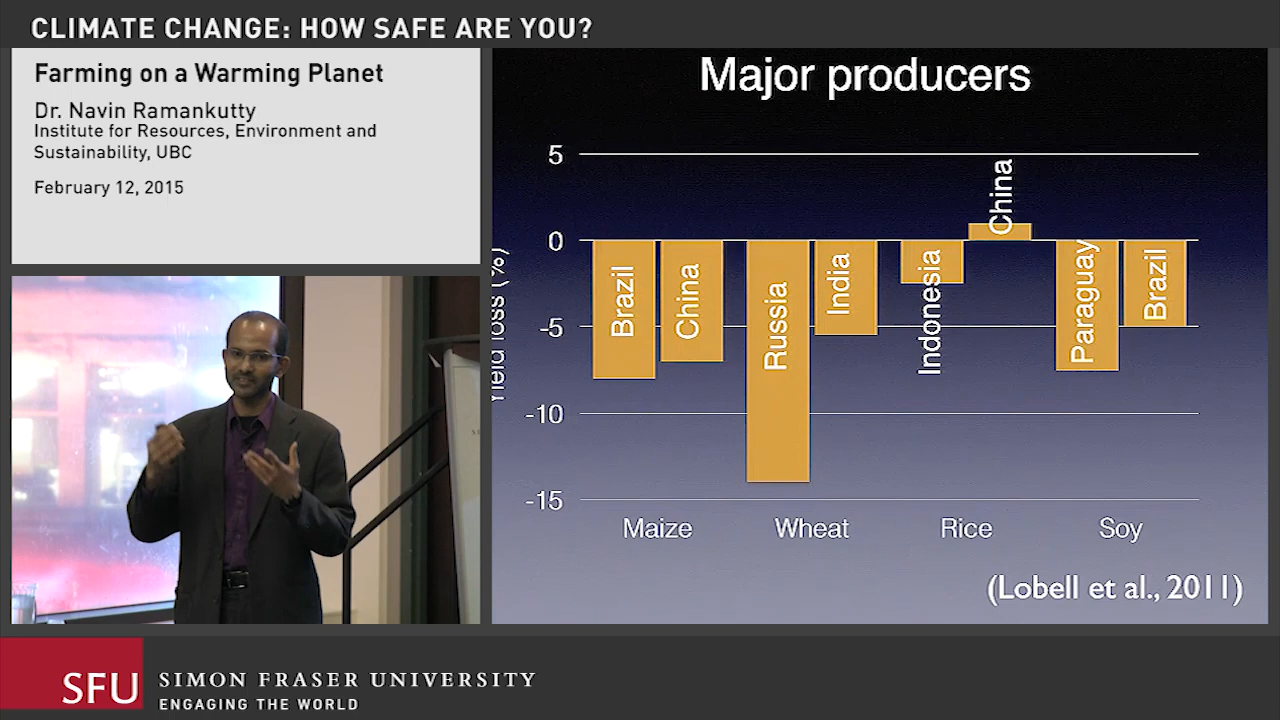 CLIMATE CHANGE: HOW SAFE ARE YOU?
Farming on a Warming Planet
Dr. Navin Ramankutty
Institute for Resources, Environment and
Sustainability, UBC
February 12, 2015
Major producers
Yield loss (%)
5
0
-5
-10
-15
Brazil
China
Russia
India
Indonesia
China
Paraguay
Brazil
Maize
Wheat
Rice
Soy
(Lobell et al., 2011)
SFU
SIMON FRASER UNIVERSITY
ENGAGING THE WORLD